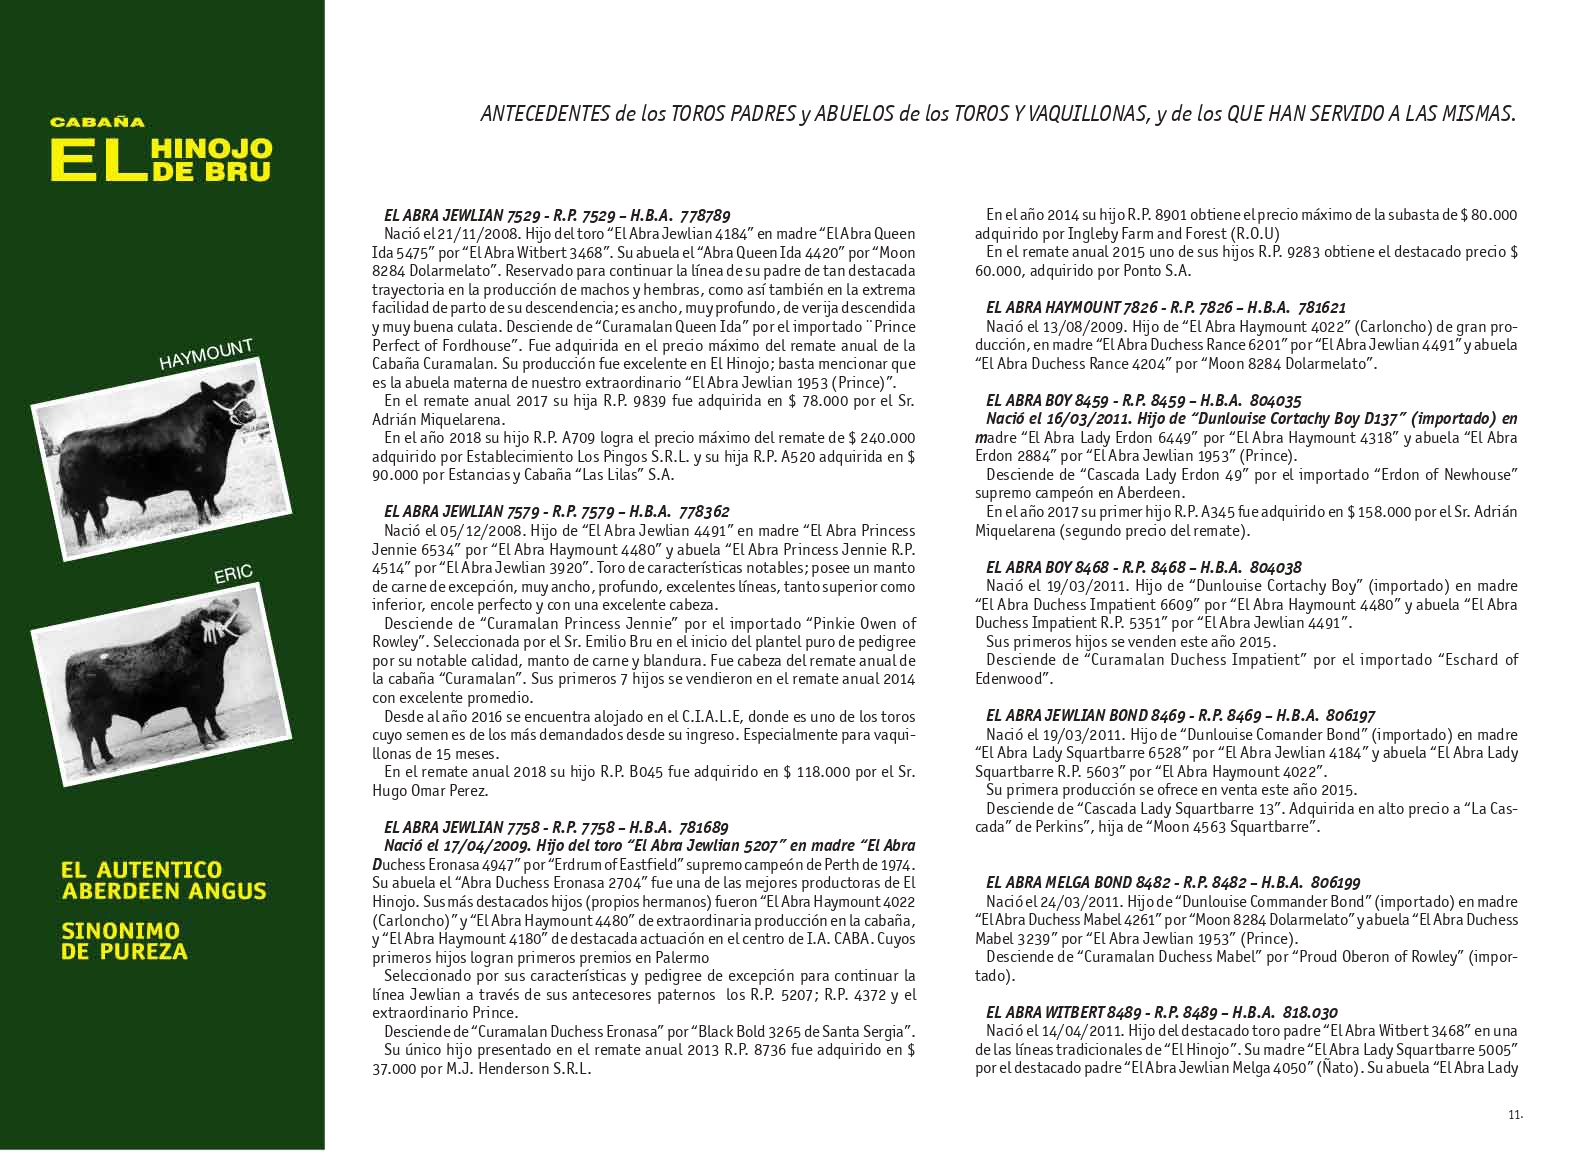 CABAÑA
EL HINOJO
DE BRU
HAYMOUNT
ERIC
EL AUTENTICO
ABERDEEN ANGUS
SINONIMO
DE PUREZA
ANTECEDENTES de los TOROS PADRES y ABUELOS de los TOROS Y VAQUILLONAS, y de los QUE HAN SERVIDO A LAS MISMAS.
EL ABRA JEWLIAN 7529 - R.P. 7529 – H.B.A. 778789
Nació el 21/11/2008. Hijo del toro “El Abra Jewlian 4184” en madre “El Abra Queen
Ida 5475” por “El Abra Witbert 3468”. Su abuela el “Abra Queen Ida 4420” por “Moon
8284 Dolarmelato”. Reservado para continuar la línea de su padre de tan destacada
trayectoria en la producción de machos y hembras, como así también en la extrema
facilidad de parto de su descendencia; es ancho, muy profundo, de verija descendida
y muy buena culata. Desciende de “Curamalan Queen Ida” por el importado ¨Prince
Perfect of Fordhouse”. Fue adquirida en el precio máximo del remate anual de la
Cabaña Curamalan. Su producción fue excelente en El Hinojo; basta mencionar que
es la abuela materna de nuestro extraordinario “El Abra Jewlian 1953 (Prince)”.
En el remate anual 2017 su hija R.P. 9839 fue adquirida en $ 78.000 por el Sr.
Adrián Miquelarena.
En el año 2018 su hijo R.P. A709 logra el precio máximo del remate de $ 240.000
adquirido por Establecimiento Los Pingos S.R.L. y su hija R.P. A520 adquirida en $
90.000 por Estancias y Cabaña “Las Lilas” S.A.
EL ABRA JEWLIAN 7579 - R.P. 7579 – H.B.A. 778362
Nació el 05/12/2008. Hijo de “El Abra Jewlian 4491” en madre “El Abra Princess
Jennie 6534” por “El Abra Haymount 4480” y abuela “El Abra Princess Jennie R.P.
4514” por “El Abra Jewlian 3920”. Toro de características notables; posee un manto
de carne de excepción, muy ancho, profundo, excelentes líneas, tanto superior como
inferior, encole perfecto y con una excelente cabeza.
Desciende de “Curamalan Princess Jennie” por el importado “Pinkie Owen of
Rowley”. Seleccionada por el Sr. Emilio Bru en el inicio del plantel puro de pedigree
por su notable calidad, manto de carne y blandura. Fue cabeza del remate anual de
la cabaña “Curamalan”. Sus primeros 7 hijos se vendieron en el remate anual 2014
con excelente promedio.
Desde al año 2016 se encuentra alojado en el C.I.A.L.E, donde es uno de los toros
cuyo semen es de los más demandados desde su ingreso. Especialmente para vaqui-
llonas de 15 meses.
En el remate anual 2018 su hijo R.P. B045 fue adquirido en $ 118.000 por el Sr.
Hugo Omar Perez.
EL ABRA JEWLIAN 7758 - R.P. 7758 – H.B.A. 781689
Nació el 17/04/2009. Hijo del toro “El Abra Jewlian 5207” en madre “El Abra
Duchess Eronasa 4947” por “Erdrum of Eastfield” supremo campeón de Perth de 1974.
Su abuela el “Abra Duchess Eronasa 2704” fue una de las mejores productoras de El
Hinojo. Sus más destacados hijos (propios hermanos) fueron “El Abra Haymount 4022
(Carloncho)” y “El Abra Haymount 4480” de extraordinaria producción en la cabaña,
y “El Abra Haymount 4180” de destacada actuación en el centro de I.A. CABA. Cuyos
primeros hijos logran primeros premios en Palermo
Seleccionado por sus características y pedigree de excepción para continuar la
línea Jewlian a través de sus antecesores paternos los R.P. 5207; R.P. 4372 y el
extraordinario Prince.
Desciende de “Curamalan Duchess Eronasa” por “Black Bold 3265 de Santa Sergia”.
Su único hijo presentado en el remate anual 2013 R.P. 8736 fue adquirido en $
37.000 por M.J. Henderson S.R.L.
En el año 2014 su hijo R.P. 8901 obtiene el precio máximo de la subasta de $ 80.000
adquirido por Ingleby Farm and Forest (R.O.U)
En el remate anual 2015 uno de sus hijos R.P. 9283 obtiene el destacado precio $
60.000, adquirido por Ponto S.A.
EL ABRA HAYMOUNT 7826 - R.P. 7826 – H.B.A. 781621
Nació el 13/08/2009. Hijo de “El Abra Haymount 4022” (Carloncho) de gran pro-
ducción, en madre “El Abra Duchess Rance 6201” por “El Abra Jewlian 4491” y abuela
“El Abra Duchess Rance 4204” por “Moon 8284 Dolarmelato”.
EL ABRA BOY 8459 - R.P. 8459 – H.B.A. 804035
Nació el 16/03/2011. Hijo de “Dunlouise Cortachy Boy D137” (importado) en
madre “El Abra Lady Erdon 6449” por “El Abra Haymount 4318” y abuela “El Abra
Erdon 2884” por “El Abra Jewlian 1953” (Prince).
Desciende de “Cascada Lady Erdon 49” por el importado “Erdon of Newhouse”
supremo campeón en Aberdeen.
En el año 2017 su primer hijo R.P. A345 fue adquirido en $ 158.000 por el Sr. Adrián
Miquelarena (segundo precio del remate).
EL ABRA BOY 8468 - R.P. 8468 – H.B.A. 804038
Nació el 19/03/2011. Hijo de “Dunlouise Cortachy Boy” (importado) en madre
“El Abra Duchess Impatient 6609” por “El Abra Haymount 4480” y abuela “El Abra
Duchess Impatient R.P. 5351” por “El Abra Jewlian 4491”.
Sus primeros hijos se venden este año 2015.
Desciende de “Curamalan Duchess Impatient” por el importado “Eschard of
Edenwood”.
EL ABRA JEWLIAN BOND 8469 - R.P. 8469 – H.B.A. 806197
Nació el 19/03/2011. Hijo de “Dunlouise Comander Bond” (importado) en madre
“El Abra Lady Squartbarre 6528” por “El Abra Jewlian 4184” y abuela “El Abra Lady
Squartbarre R.P. 5603” por “El Abra Haymount 4022”.
Su primera producción se ofrece en venta este año 2015.
Desciende de “Cascada Lady Squartbarre 13”. Adquirida en alto precio a “La Cas-
cada” de Perkins”, hija de “Moon 4563 Squartbarre”.
EL ABRA MELGA BOND 8482 - R.P. 8482 – H.B.A. 806199
Nació el 24/03/2011. Hijo de “Dunlouise Commander Bond” (importado) en madre
“El Abra Duchess Mabel 4261” por “Moon 8284 Dolarmelato” y abuela “El Abra Duchess
Mabel 3239” por “El Abra Jewlian 1953” (Prince).
Desciende de “Curamalan Duchess Mabel” por “Proud Oberon of Rowley” (impor-
tado).
EL ABRA WITBERT 8489 - R.P. 8489 – H.B.A. 818.030
Nació el 14/04/2011. Hijo del destacado toro padre “El Abra Witbert 3468” en una
de las líneas tradicionales de “El Hinojo”. Su madre “El Abra Lady Squartbarre 5005”
por el destacado padre “El Abra Jewlian Melga 4050” (Ñato). Su abuela “El Abra Lady
11.